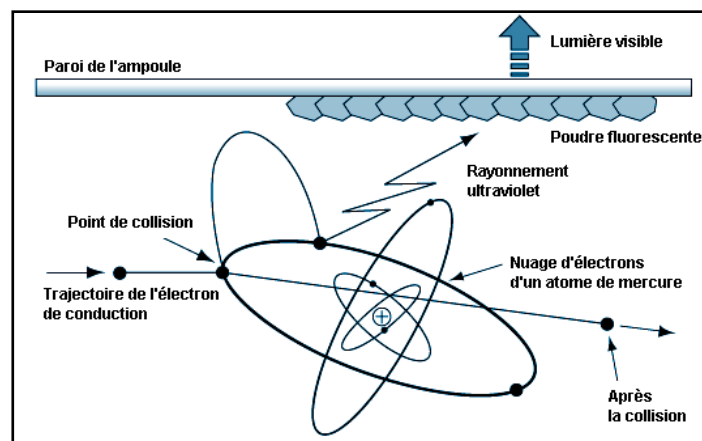 Lumière visible
Paroi de l'ampoule
Poudre fluorescente
Rayonnement
ultraviolet
Point de collision
Nuage d'électrons
d'un atome de mercure
Trajectoire de l'électron
de conduction
+
Après
la collision